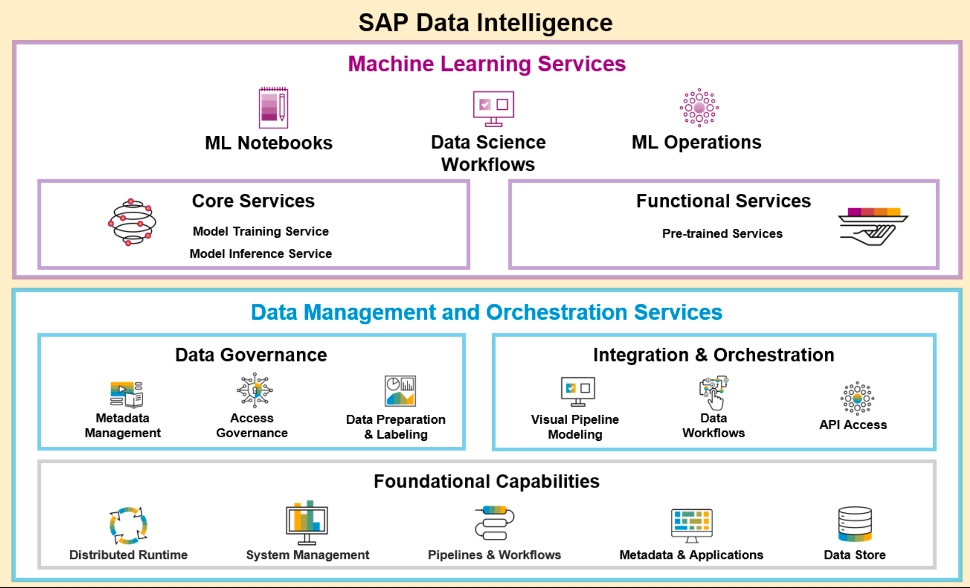 SAP Data Intelligence
Machine Learning Services
ML Notebooks
Data Science
Workflows
ML Operations
Core Services
Model Training Service
Model Inference Service
Functional Services
Pre-trained Services
Data Management and Orchestration Services
Data Governance
Metadata
Management
Access
Governance
Data Preparation
& Labeling
Integration & Orchestration
Visual Pipeline
Modeling
Data
Workflows
API Access
Foundational Capabilities
Distributed Runtime
System Management
Pipelines & Workflows
Metadata & Applications
Data Store